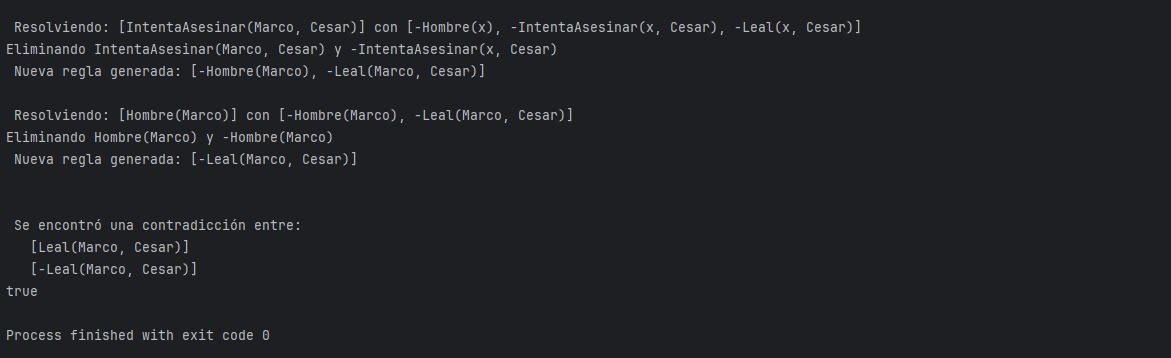 Resolviendo: [IntentaAsesinar(Marco, Cesar)] con [-Hombre(x), -IntentaAsesinar(x, Cesar), -Leal(x, Cesar)]
Eliminando IntentaAsesinar(Marco, Cesar) y -IntentaAsesinar(x, Cesar)
Nueva regla generada: [-Hombre(Marco), -Leal(Marco, Cesar)]
Resolviendo: [Hombre(Marco)] con [-Hombre(Marco), -Leal(Marco, Cesar)]
Eliminando Hombre(Marco) y -Hombre(Marco)
Nueva regla generada: [-Leal(Marco, Cesar)]
Se encontró una contradicción entre:
[Leal(Marco, Cesar)]
[-Leal(Marco, Cesar)]
true
Process finished with exit code 0